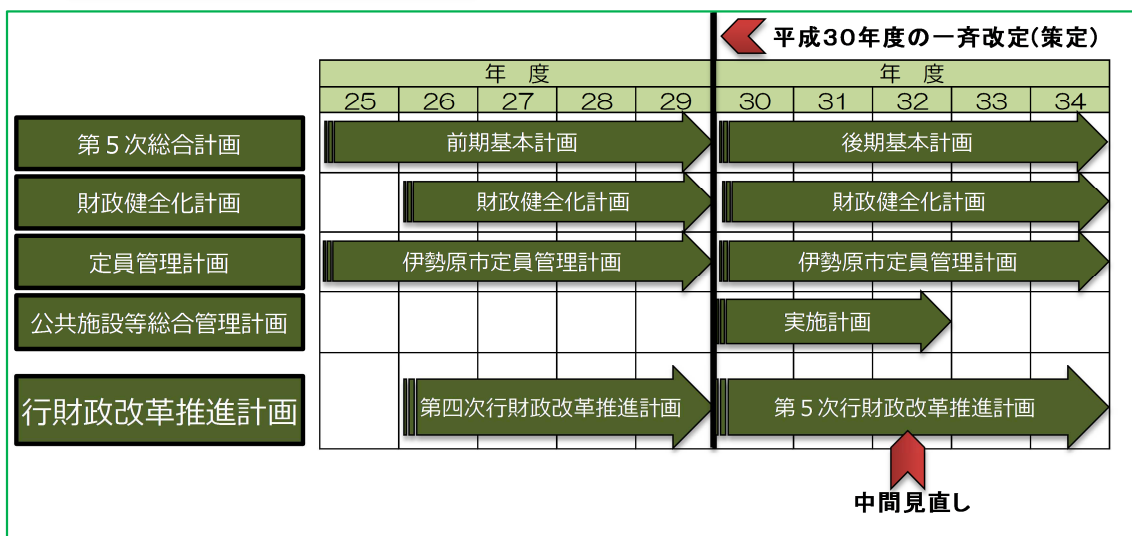 平成30年度の一斉改定(策定)
年 度 年 度
25 26 27 28 29 30 31 32 33 34
第5次総合計画 前期基本計画 後期基本計画
財政健全化計画 財政健全化計画 財政健全化計画
定員管理計画 伊勢原市定員管理計画 伊勢原市定員管理計画
公共施設等総合管理計画 実施計画
行財政改革推進計画 第四次行財政改革推進計画 第5次行財政改革推進計画
中間見直し